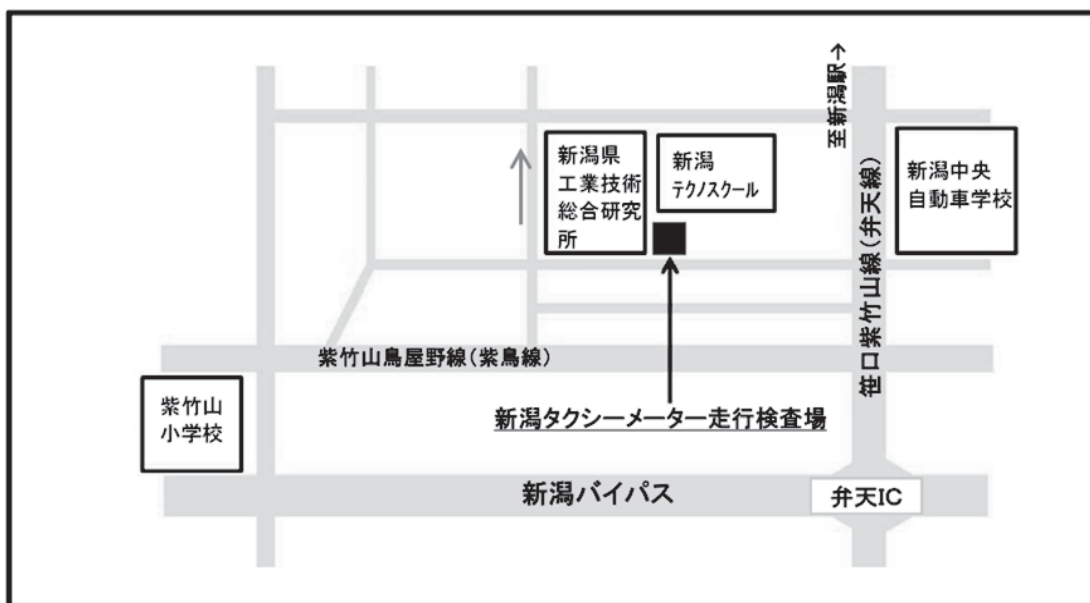 至新潟駅→
新潟県
工業技術
総合研究
所
新潟
ﾃｸﾉｽｸｰﾙ
新潟中央
自動車学校
笹口紫竹山線(弁天線)
紫竹山鳥屋野線(紫鳥線)
紫竹山
小学校
新潟タクシーメーター走行検査場
新潟バイパス
弁天IC